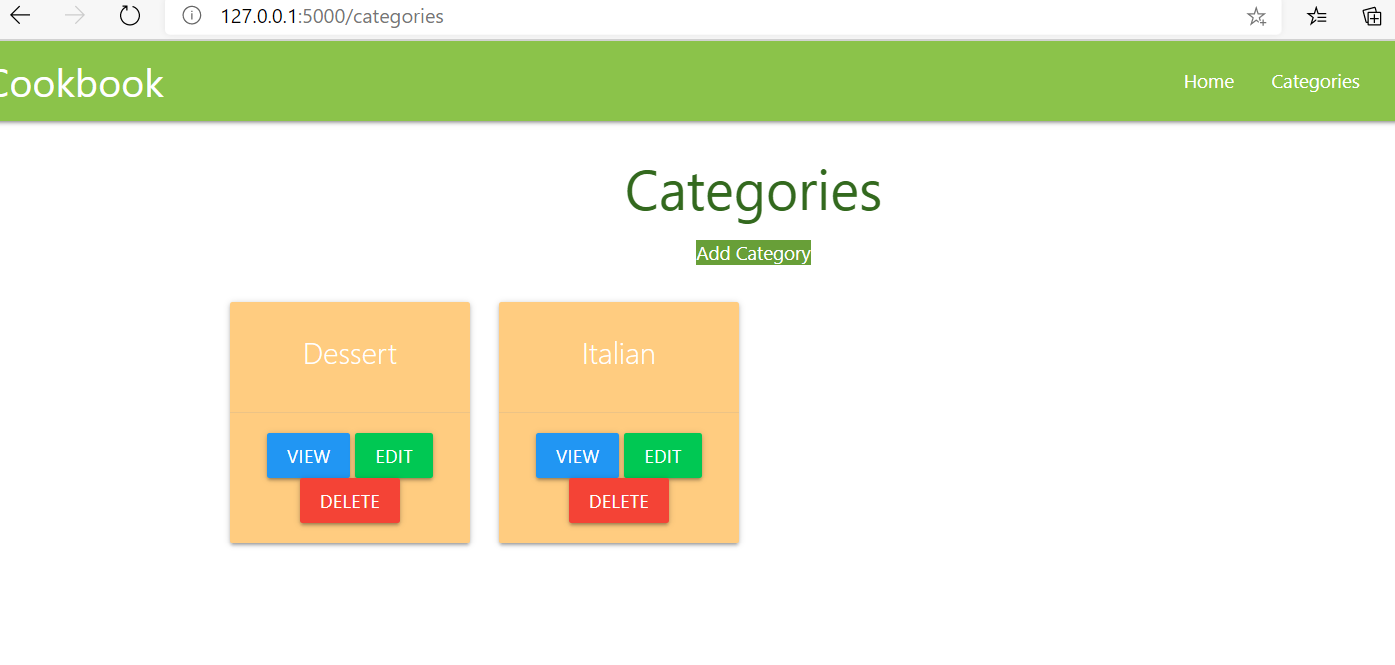 127.0.0.1:5000/categories
Cookbook
Home Categories
Categories
Add Category
Dessert Italian
VIEW EDIT VIEW EDIT
DELETE DELETE